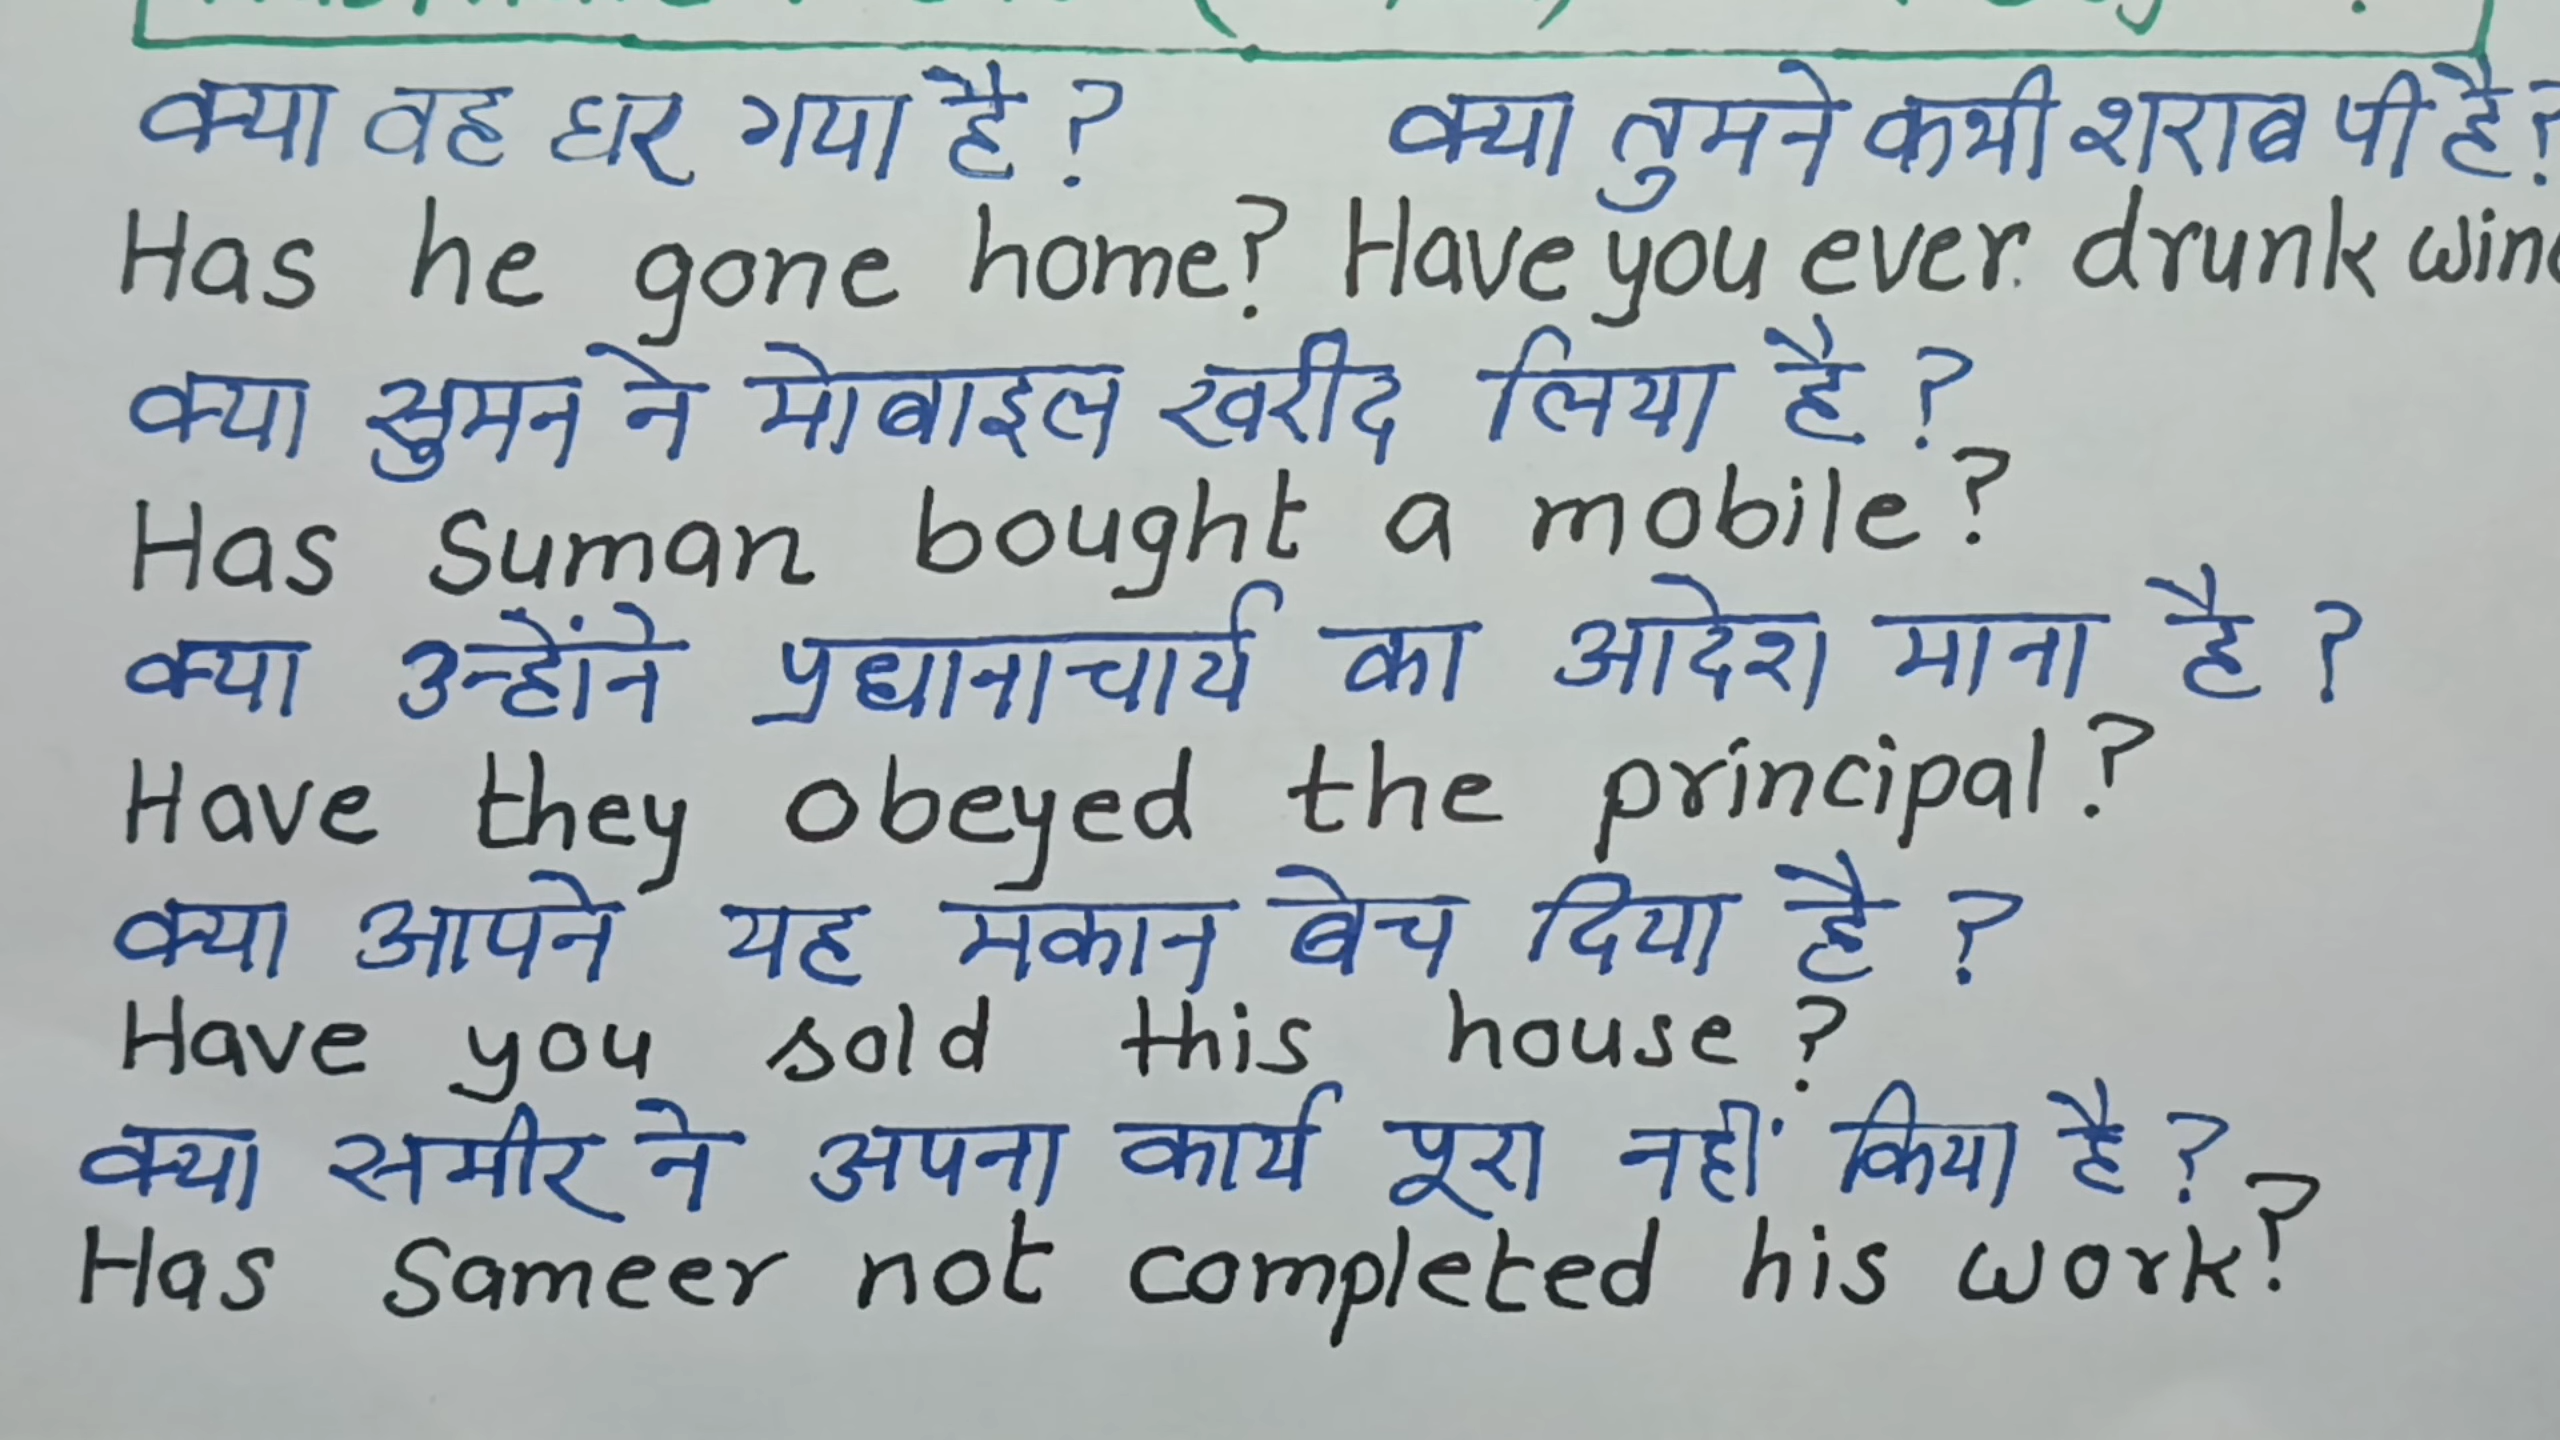 क्या वह घर गया है ? क्या तुमने कभी शराब पी है ?
Has he gone home? Have you ever drunk
क्या सुमन ने मोबाइल खरीद लिया है ?
Has Suman bought a mobile?
क्या उन्होंने प्रधानाचार्य का आदेश माना है ?
Have they obeyed the principal?
क्या आपने यह मकान बेच दिया है ?
Have you sold this house?
क्या समीर ने अपना कार्य पूरा नहीं किया है ?
Has Sameer not completed his work?